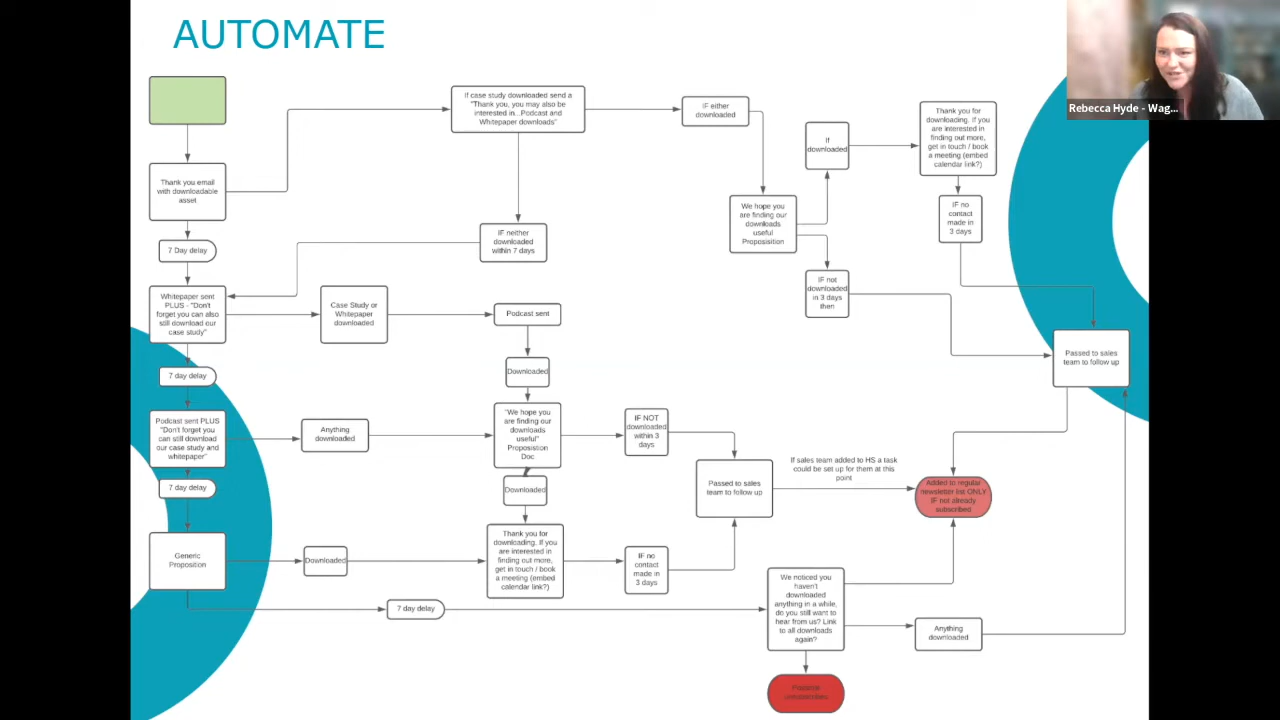 AUTOMATE
Rebecca Hyde - Wag...
If case study downloaded send a
"Thank you, you may also be
interested in...Podcast and
Whitepaper downloads"
IF either
downloaded
If
downloaded
Thank you for
downloading. If you
are interested in
finding out more,
get in touch / book
a meeting (embed
calendar link?)
Thank you email
with downloadable
asset
7 Day delay
IF neither
downloaded
within 7 days
We hope you
are finding our
downloads
useful
Proposisition
IF no
contact
made in
3 days
Whitepaper sent
PLUS - "Don't
forget you can also
still download our
case study"
Case Study or
Whitepaper
downloaded
Podcast sent
IF not
downloaded
in 3 days
then
Passed to sales
team to follow up
7 day delay
Downloaded
Podcast sent PLUS
"Don't forget you
can still download
our case study and
whitepaper"
Anything
downloaded
"We hope you
are finding our
downloads
useful"
Proposition
Doc
IF NOT
downloaded
within 3
days
If sales team added to HS a task
could be set up for them at this
point
Passed to sales
team to follow up
Added to regular
newsletter list ONLY
IF not already
subscribed
7 day delay
Downloaded
Generic
Proposition
Downloaded
Thank you for
downloading. If you
are interested in
finding out more,
get in touch / book
a meeting (embed
calendar link?)
IF no
contact
made in
3 days
7 day delay
We noticed you
haven't
downloaded
anything in a while,
do you still want to
hear from us? Link
to all downloads
again?
Anything
downloaded